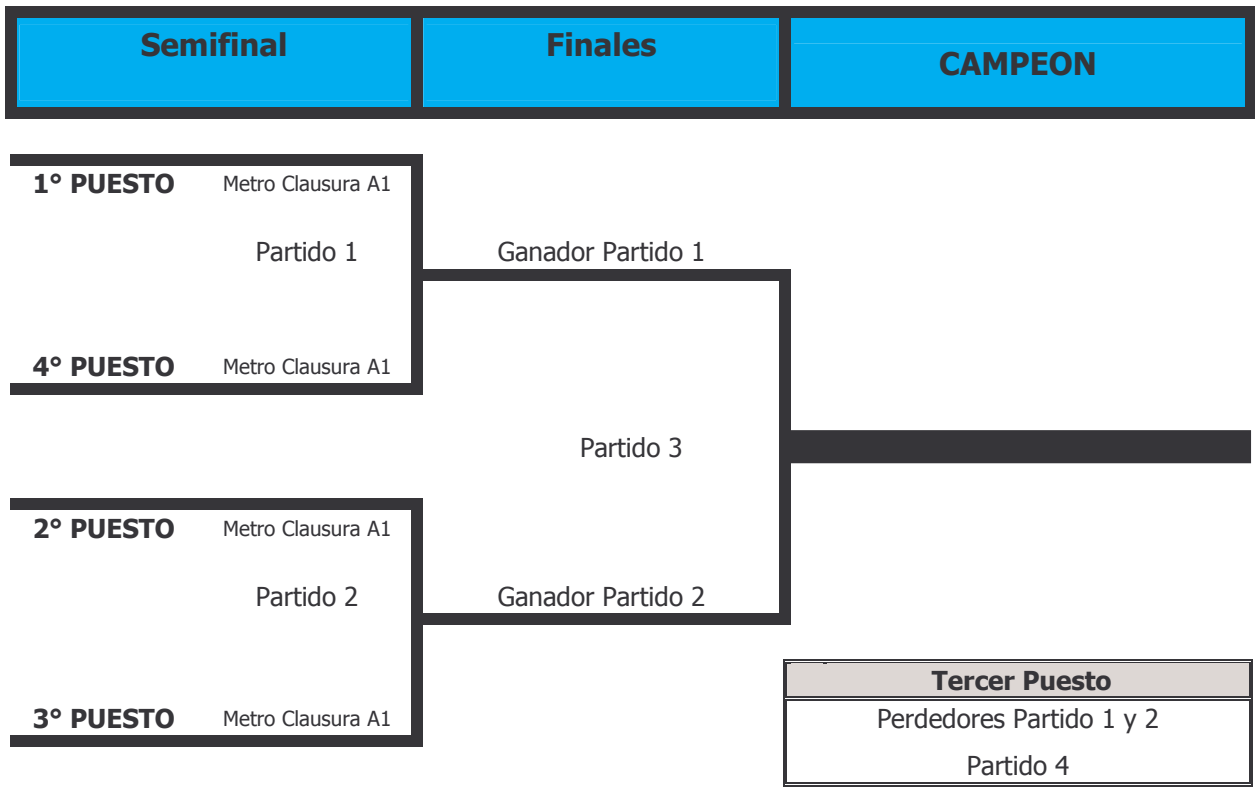 Semifinal
Finales
CAMPEON
1° PUESTO Metro Clausura A1
Partido 1
Ganador Partido 1
4° PUESTO Metro Clausura A1
Partido 3
2° PUESTO Metro Clausura A1
Partido 2
Ganador Partido 2
3° PUESTO Metro Clausura A1
Tercer Puesto
Perdedores Partido 1 y 2
Partido 4